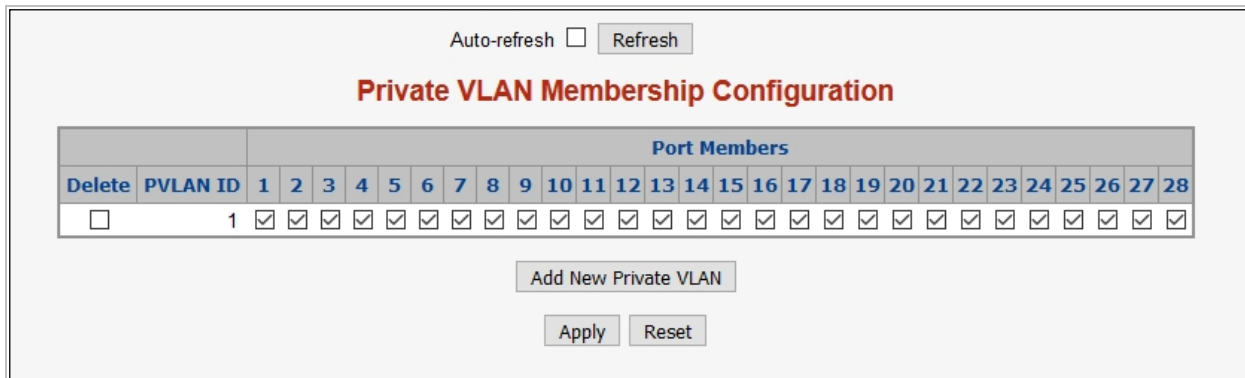 Auto-refresh Refresh
Private VLAN Membership Configuration
Port Members
Delete PVLAN ID 1 2 3 4 5 6 7 8 9 10 11 12 13 14 15 16 17 18 19 20 21 22 23 24 25 26 27 28
1
Add New Private VLAN
Apply Reset